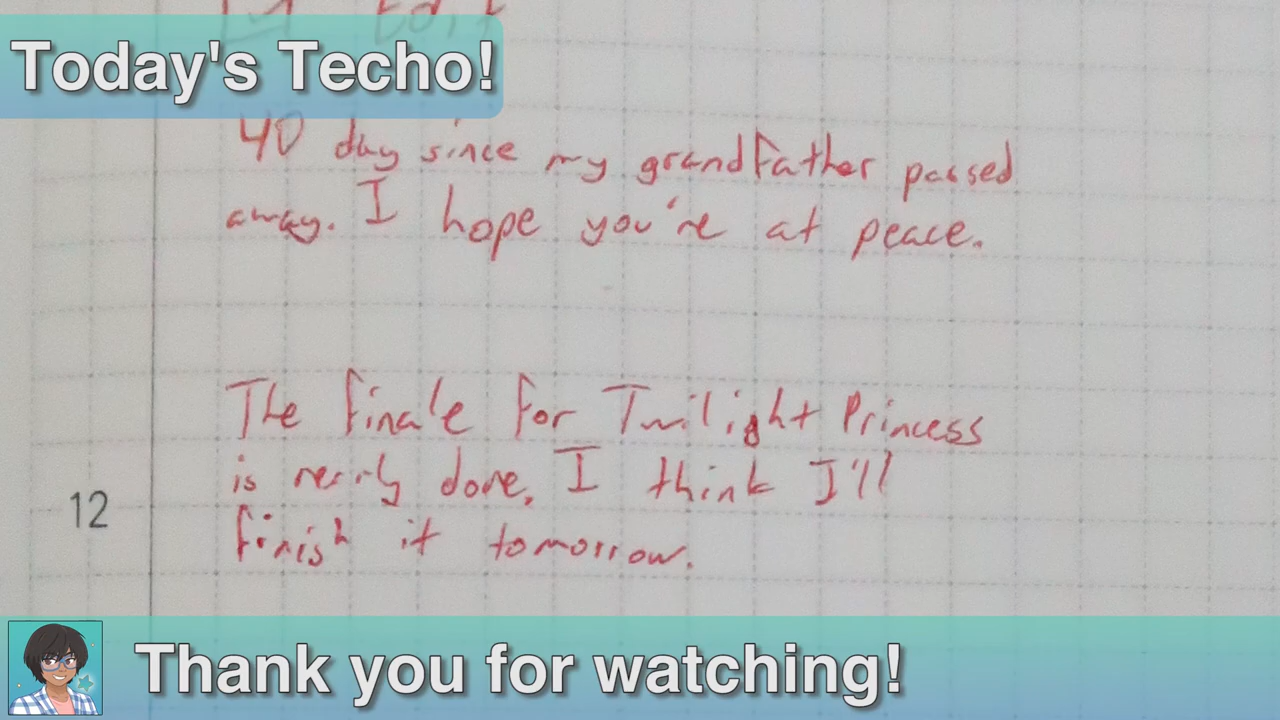 Today's Techo!
40 day since my grandfather passed
away. I hope you're at peace.
The finale for Twilight Princess
is nearly done, I think I'll
12
finish it tomorrow.
Thank you for watching!